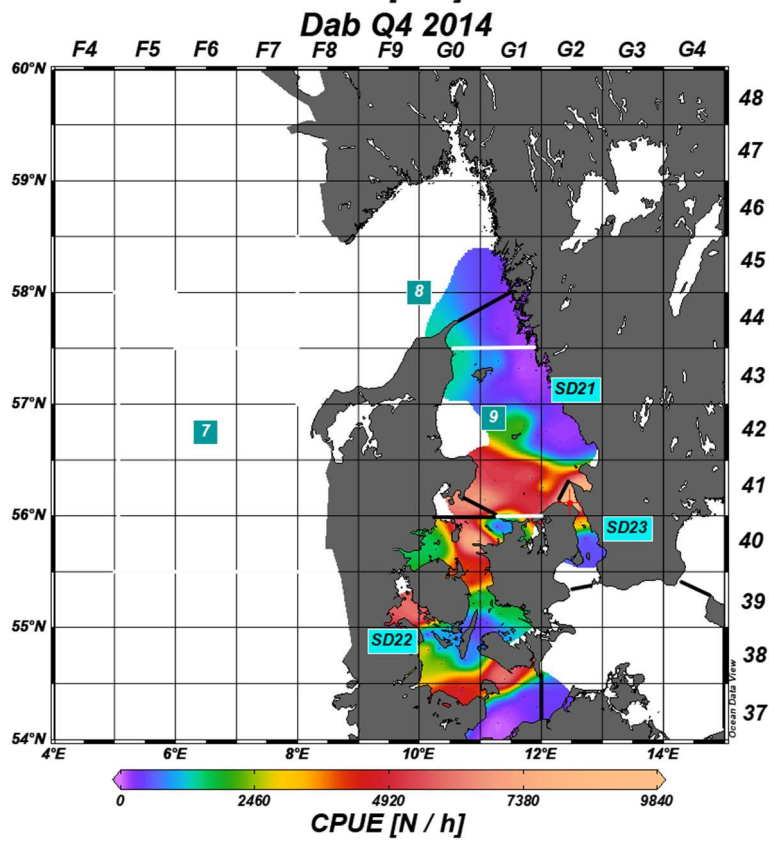 Dab Q4 2014
F4 F5 F6 F7 F8 F9 G0 G1 G2 G3 G4
60°N
48
47
59°N
46
45
58°N
8
44
43
SD21
57°N
9
42
7
41
56°N
SD23
40
39
55°N
SD22
38
37
54°N
Ocean Data View
4°E 6°E 8°E 10°E 12°E 14°E
0 2460 4920 7380 9840
CPUE [N / h]